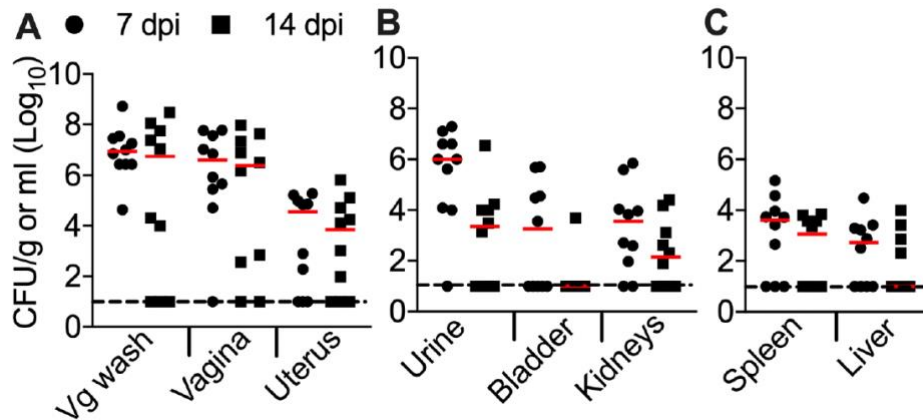 A ● 7 dpi ■ 14 dpi
CFU/g or ml (Log10)
10
8
6
4
2
0
Vg wash
Vagina
Uterus
B
10
8
6
4
2
0
Urine
Bladder
Kidneys
C
10
8
6
4
2
0
Spleen
Liver